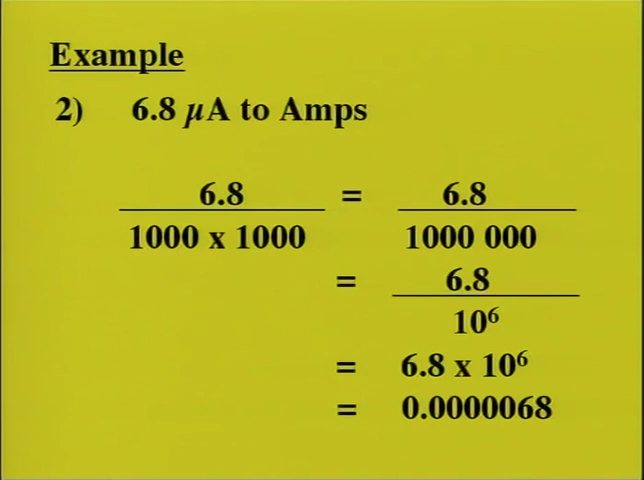 Example
2) 6.8 µA to Amps
6.8 = 6.8
1000 x 1000 1000 000
= 6.8
10⁶
= 6.8 x 10⁶
= 0.0000068